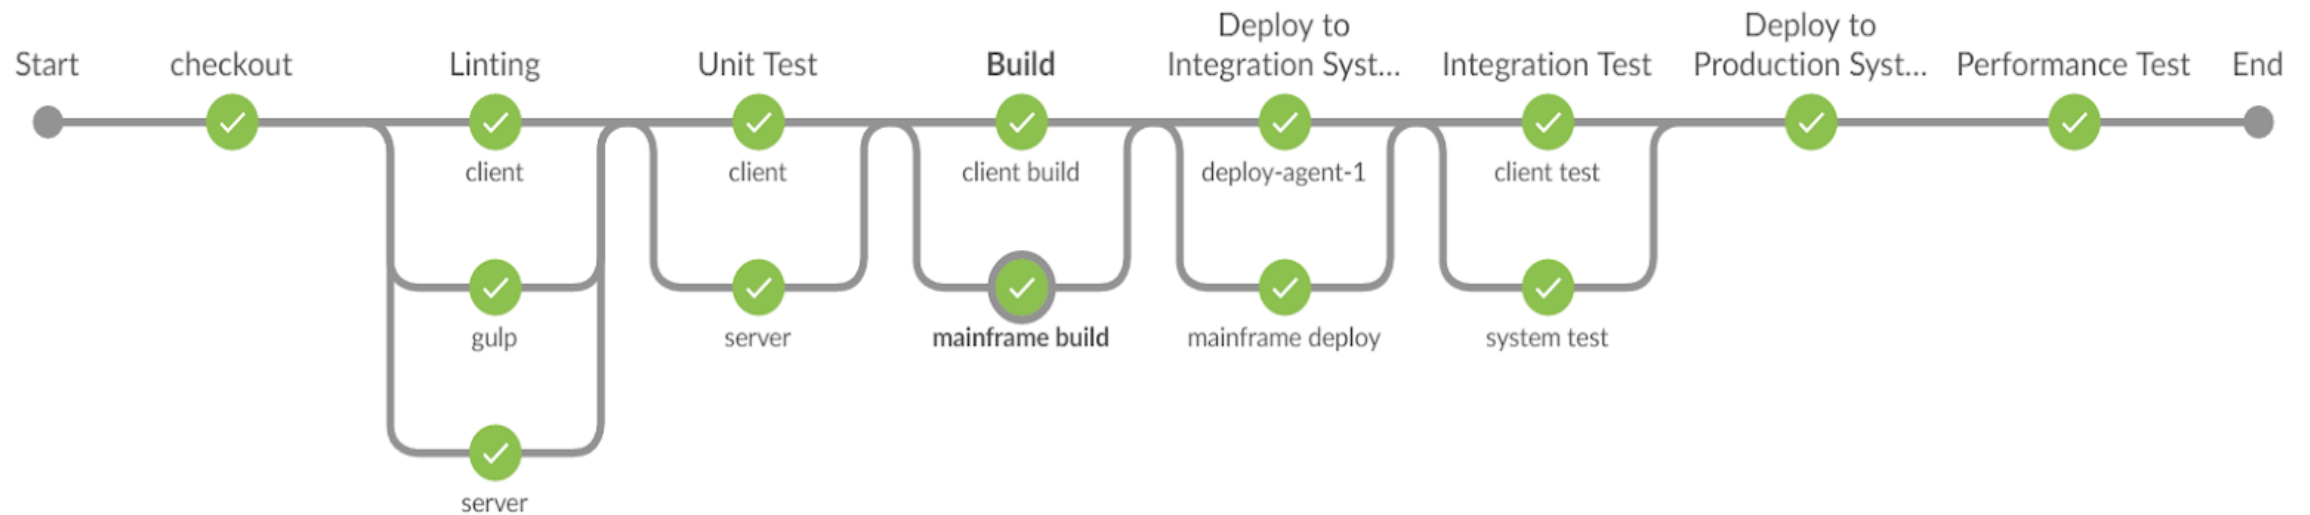 Start
checkout
Linting
Unit Test
Build
Deploy to
Integration Syst...
Integration Test
Deploy to
Production Syst...
Performance Test
End
client
client
client build
deploy-agent-1
client test
gulp
server
mainframe build
mainframe deploy
system test
server